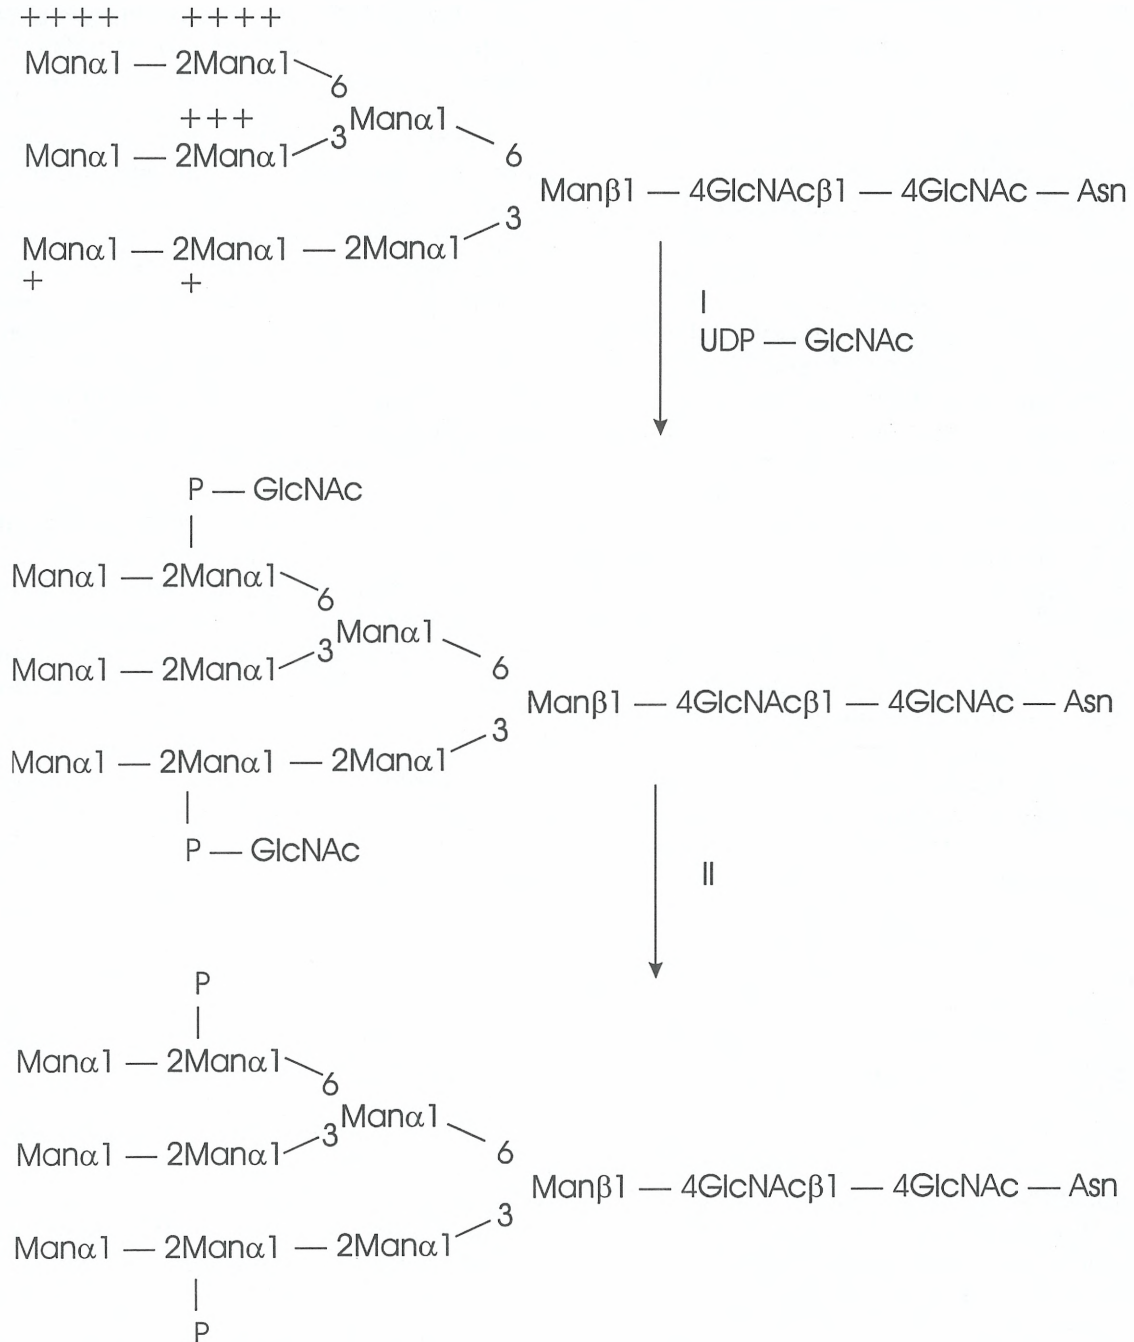 ++++ ++++
Manα1 — 2Manα1
6
+++ Manα1
Manα1 — 2Manα1 3
6
Manβ1 — 4GlcNAcβ1 — 4GlcNAc — Asn
3
Manα1 — 2Manα1 — 2Manα1
+ +
I
UDP — GlcNAc
P — GlcNAc
Manα1 — 2Manα1
6
Manα1
Manα1 — 2Manα1 3
6
Manβ1 — 4GlcNAcβ1 — 4GlcNAc — Asn
3
Manα1 — 2Manα1 — 2Manα1
P — GlcNAc
II
P
Manα1 — 2Manα1
6
Manα1
Manα1 — 2Manα1 3
6
Manβ1 — 4GlcNAcβ1 — 4GlcNAc — Asn
3
Manα1 — 2Manα1 — 2Manα1
P